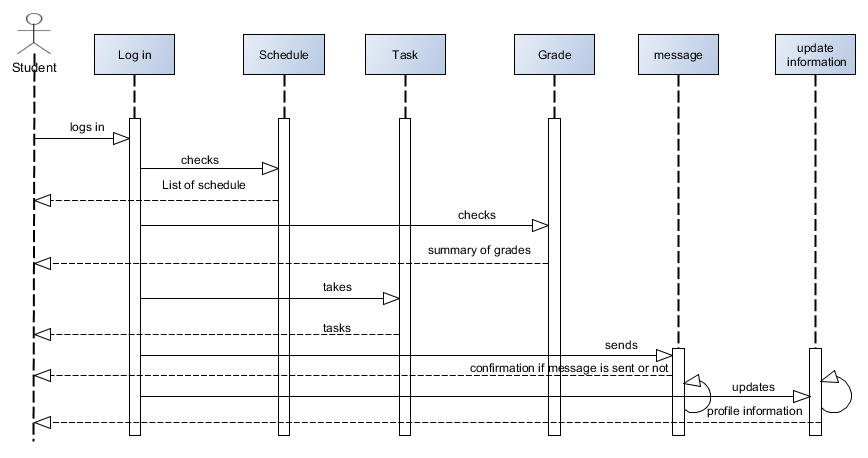 Student
Log in
Schedule
Task
Grade
message
update
information
logs in
checks
List of schedule
checks
summary of grades
takes
tasks
sends
confirmation if message is sent or not
updates
profile information